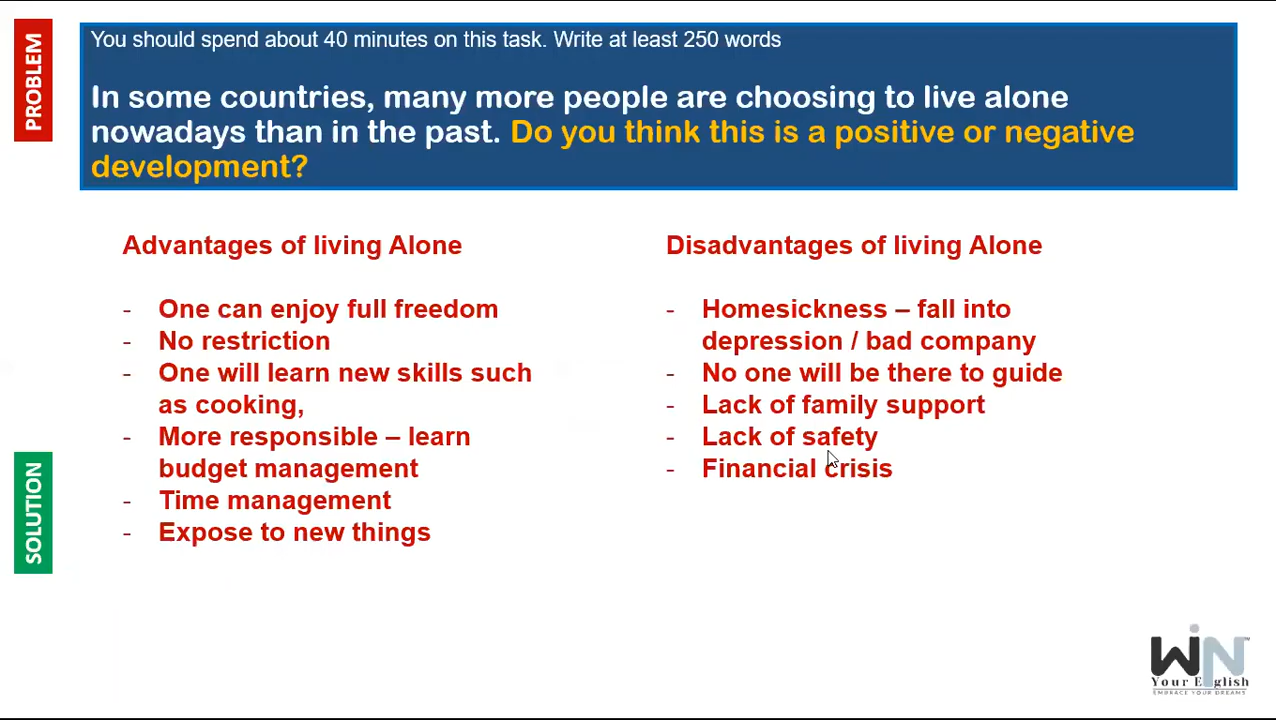 PROBLEM
You should spend about 40 minutes on this task. Write at least 250 words
In some countries, many more people are choosing to live alone
nowadays than in the past. Do you think this is a positive or negative
development?
Advantages of living Alone
- One can enjoy full freedom
- No restriction
- One will learn new skills such
as cooking,
- More responsible – learn
budget management
- Time management
- Expose to new things
Disadvantages of living Alone
- Homesickness – fall into
depression / bad company
- No one will be there to guide
- Lack of family support
- Lack of safety
- Financial crisis
SOLUTION
WiN™
Your English
EMBRACE YOUR DREAMS